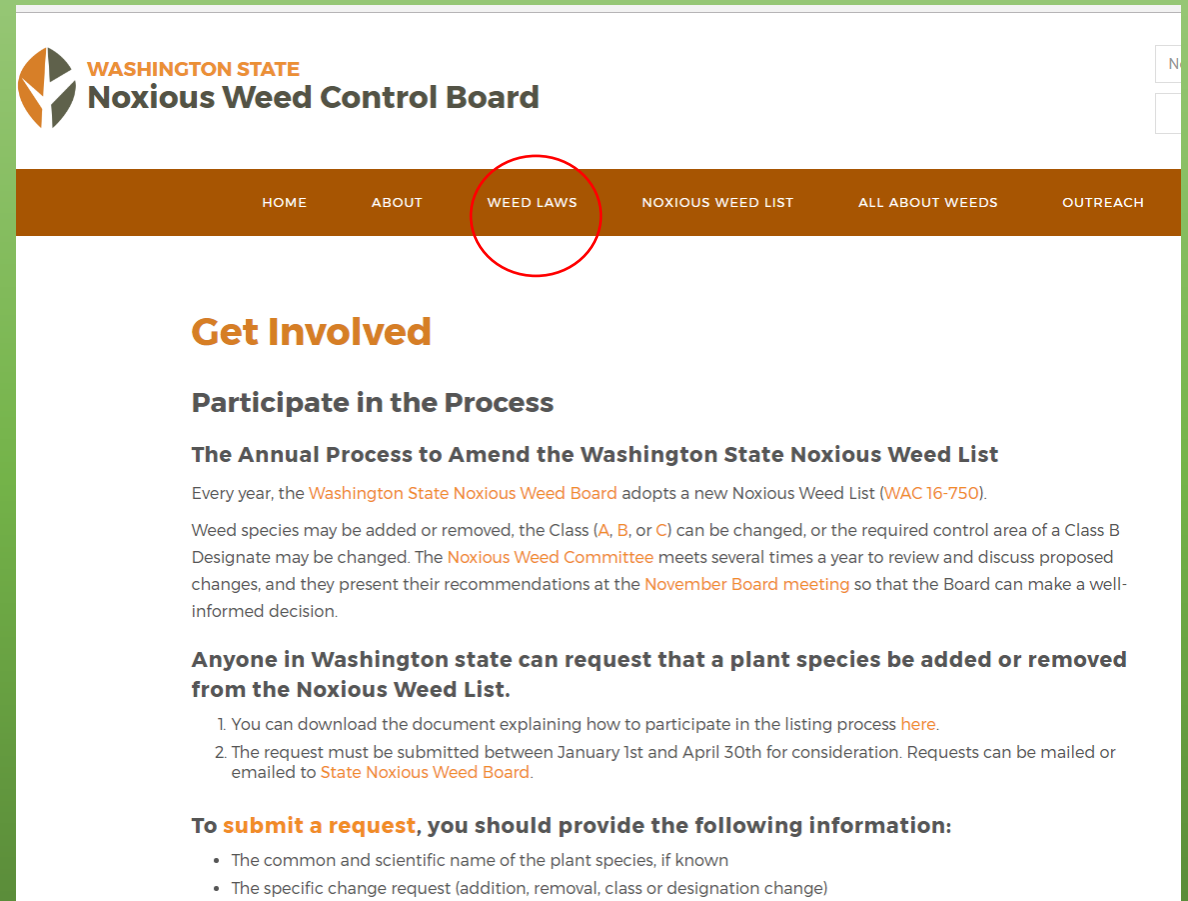 WASHINGTON STATE
Noxious Weed Control Board
HOME ABOUT WEED LAWS NOXIOUS WEED LIST ALL ABOUT WEEDS OUTREACH
Get Involved
Participate in the Process
The Annual Process to Amend the Washington State Noxious Weed List
Every year, the Washington State Noxious Weed Board adopts a new Noxious Weed List (WAC 16-750).
Weed species may be added or removed, the Class (A, B, or C) can be changed, or the required control area of a Class B
Designate may be changed. The Noxious Weed Committee meets several times a year to review and discuss proposed
changes, and they present their recommendations at the November Board meeting so that the Board can make a well-
informed decision.
Anyone in Washington state can request that a plant species be added or removed
from the Noxious Weed List.
1. You can download the document explaining how to participate in the listing process here.
2. The request must be submitted between January 1st and April 30th for consideration. Requests can be mailed or
emailed to State Noxious Weed Board.
To submit a request, you should provide the following information:
• The common and scientific name of the plant species, if known
• The specific change request (addition, removal, class or designation change)